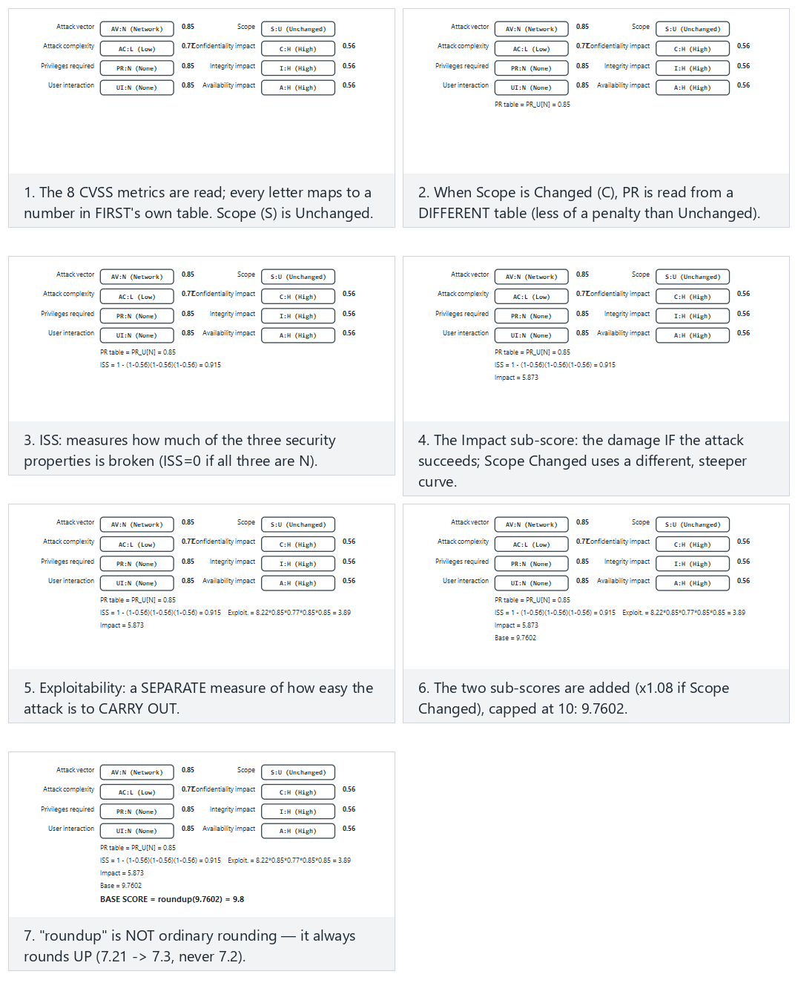 Attack vector AV:N (Network) 0.85 Scope S:U (Unchanged)
Attack complexity AC:L (Low) 0.77 Confidentiality impact C:H (High) 0.56
Privileges required PR:N (None) 0.85 Integrity impact I:H (High) 0.56
User interaction UI:N (None) 0.85 Availability impact A:H (High) 0.56
1. The 8 CVSS metrics are read; every letter maps to a
number in FIRST's own table. Scope (S) is Unchanged.
Attack vector AV:N (Network) 0.85 Scope S:U (Unchanged)
Attack complexity AC:L (Low) 0.77 Confidentiality impact C:H (High) 0.56
Privileges required PR:N (None) 0.85 Integrity impact I:H (High) 0.56
User interaction UI:N (None) 0.85 Availability impact A:H (High) 0.56
PR table = PR_U[N] = 0.85
2. When Scope is Changed (C), PR is read from a
DIFFERENT table (less of a penalty than Unchanged).
Attack vector AV:N (Network) 0.85 Scope S:U (Unchanged)
Attack complexity AC:L (Low) 0.77 Confidentiality impact C:H (High) 0.56
Privileges required PR:N (None) 0.85 Integrity impact I:H (High) 0.56
User interaction UI:N (None) 0.85 Availability impact A:H (High) 0.56
PR table = PR_U[N] = 0.85
ISS = 1 - (1-0.56)(1-0.56)(1-0.56) = 0.915
3. ISS: measures how much of the three security
properties is broken (ISS=0 if all three are N).
Attack vector AV:N (Network) 0.85 Scope S:U (Unchanged)
Attack complexity AC:L (Low) 0.77 Confidentiality impact C:H (High) 0.56
Privileges required PR:N (None) 0.85 Integrity impact I:H (High) 0.56
User interaction UI:N (None) 0.85 Availability impact A:H (High) 0.56
PR table = PR_U[N] = 0.85
ISS = 1 - (1-0.56)(1-0.56)(1-0.56) = 0.915
Impact = 5.873
4. The Impact sub-score: the damage IF the attack
succeeds; Scope Changed uses a different, steeper
curve.
Attack vector AV:N (Network) 0.85 Scope S:U (Unchanged)
Attack complexity AC:L (Low) 0.77 Confidentiality impact C:H (High) 0.56
Privileges required PR:N (None) 0.85 Integrity impact I:H (High) 0.56
User interaction UI:N (None) 0.85 Availability impact A:H (High) 0.56
PR table = PR_U[N] = 0.85
ISS = 1 - (1-0.56)(1-0.56)(1-0.56) = 0.915 Exploit. = 8.22*0.85*0.77*0.85*0.85 = 3.89
Impact = 5.873
5. Exploitability: a SEPARATE measure of how easy the
attack is to CARRY OUT.
Attack vector AV:N (Network) 0.85 Scope S:U (Unchanged)
Attack complexity AC:L (Low) 0.77 Confidentiality impact C:H (High) 0.56
Privileges required PR:N (None) 0.85 Integrity impact I:H (High) 0.56
User interaction UI:N (None) 0.85 Availability impact A:H (High) 0.56
PR table = PR_U[N] = 0.85
ISS = 1 - (1-0.56)(1-0.56)(1-0.56) = 0.915 Exploit. = 8.22*0.85*0.77*0.85*0.85 = 3.89
Impact = 5.873
Base = 9.7602
6. The two sub-scores are added (x1.08 if Scope
Changed), capped at 10: 9.7602.
Attack vector AV:N (Network) 0.85 Scope S:U (Unchanged)
Attack complexity AC:L (Low) 0.77 Confidentiality impact C:H (High) 0.56
Privileges required PR:N (None) 0.85 Integrity impact I:H (High) 0.56
User interaction UI:N (None) 0.85 Availability impact A:H (High) 0.56
PR table = PR_U[N] = 0.85
ISS = 1 - (1-0.56)(1-0.56)(1-0.56) = 0.915 Exploit. = 8.22*0.85*0.77*0.85*0.85 = 3.89
Impact = 5.873
Base = 9.7602
BASE SCORE = roundup(9.7602) = 9.8
7. "roundup" is NOT ordinary rounding — it always
rounds UP (7.21 -> 7.3, never 7.2).